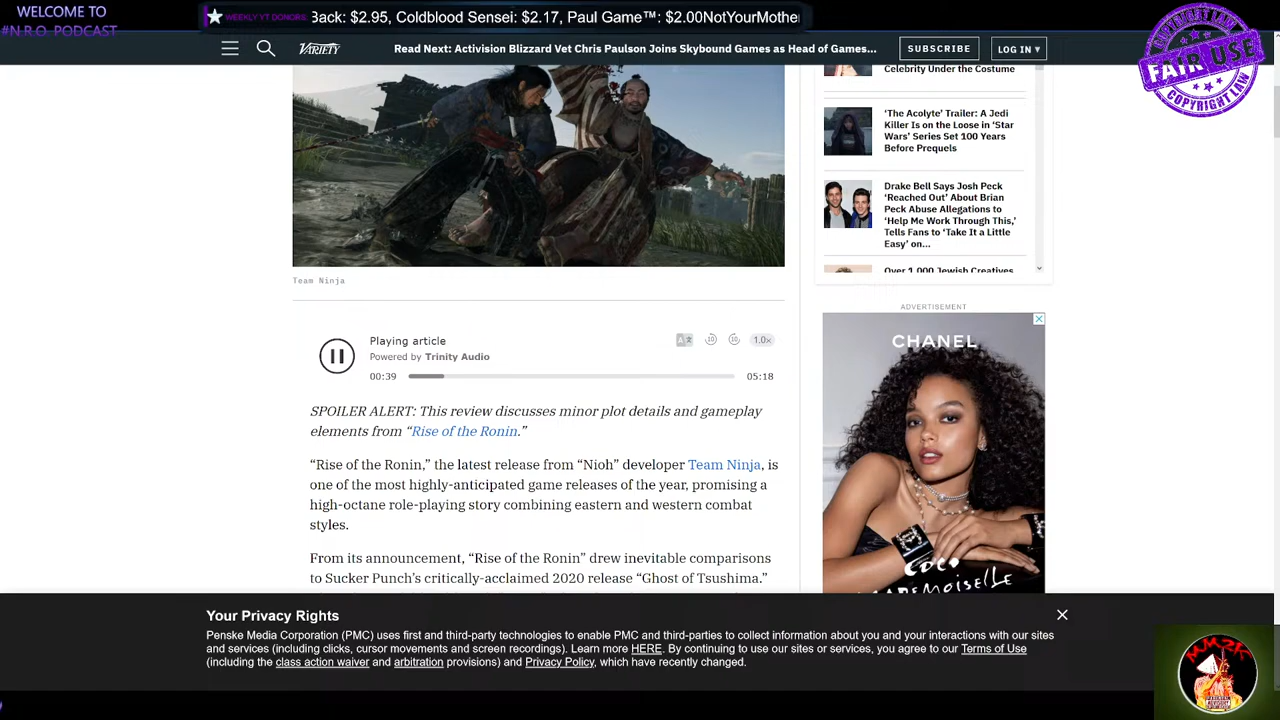 WELCOME TO
#N.R.O PODCAST
WEEKLY YT DONORS
Back: $2.95, Coldblood Sensei: $2.17, Paul Game™: $2.00NotYourMother
VARIETY
Read Next: Activision Blizzard Vet Chris Paulson Joins Skybound Games as Head of Games...
SUBSCRIBE
LOG IN ▾
COPYRIGHT LAW
FAIR USE
COPYRIGHT LAW
Celebrity Under the Costume
‘The Acolyte’ Trailer: A Jedi
Killer Is on the Loose in ‘Star
Wars’ Series Set 100 Years
Before Prequels
Drake Bell Says Josh Peck
‘Reached Out’ About Brian
Peck Abuse Allegations to
‘Help Me Work Through This,’
Tells Fans to ‘Take It a Little
Easy’ on...
Over 1,000 Jewish Creatives
Team Ninja
Playing article
Powered by Trinity Audio
10
10
1.0×
00:39
05:18
SPOILER ALERT: This review discusses minor plot details and gameplay
elements from “Rise of the Ronin.”
“Rise of the Ronin,” the latest release from “Nioh” developer Team Ninja, is
one of the most highly-anticipated game releases of the year, promising a
high-octane role-playing story combining eastern and western combat
styles.
From its announcement, “Rise of the Ronin” drew inevitable comparisons
to Sucker Punch’s critically-acclaimed 2020 release “Ghost of Tsushima.”
ADVERTISEMENT
CHANEL
COCO
MADEMOISELLE
Your Privacy Rights
Penske Media Corporation (PMC) uses first and third-party technologies to enable PMC and third-parties to collect information about you and your interactions with our sites
and services (including clicks, cursor movements and screen recordings). Learn more HERE. By continuing to use our sites or services, you agree to our Terms of Use
(including the class action waiver and arbitration provisions) and Privacy Policy, which have recently changed.
MJM2K